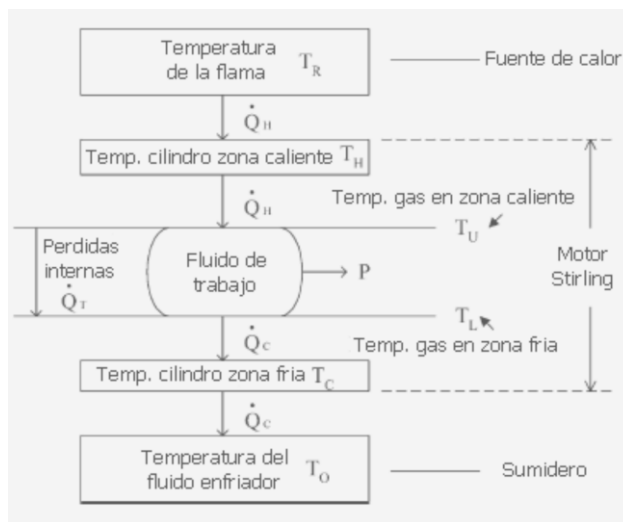 Temperatura
de la flama T_R
Fuente de calor
Q̇_H
Temp. cilindro zona caliente T_H
Q̇_H
Temp. gas en zona caliente
T_U
Perdidas
internas
Q̇_T
Fluido de
trabajo
P
Motor
Stirling
T_L
Q̇_C
Temp. gas en zona fria
Temp. cilindro zona fria T_C
Q̇_C
Temperatura del
fluido enfriador T_O
Sumidero